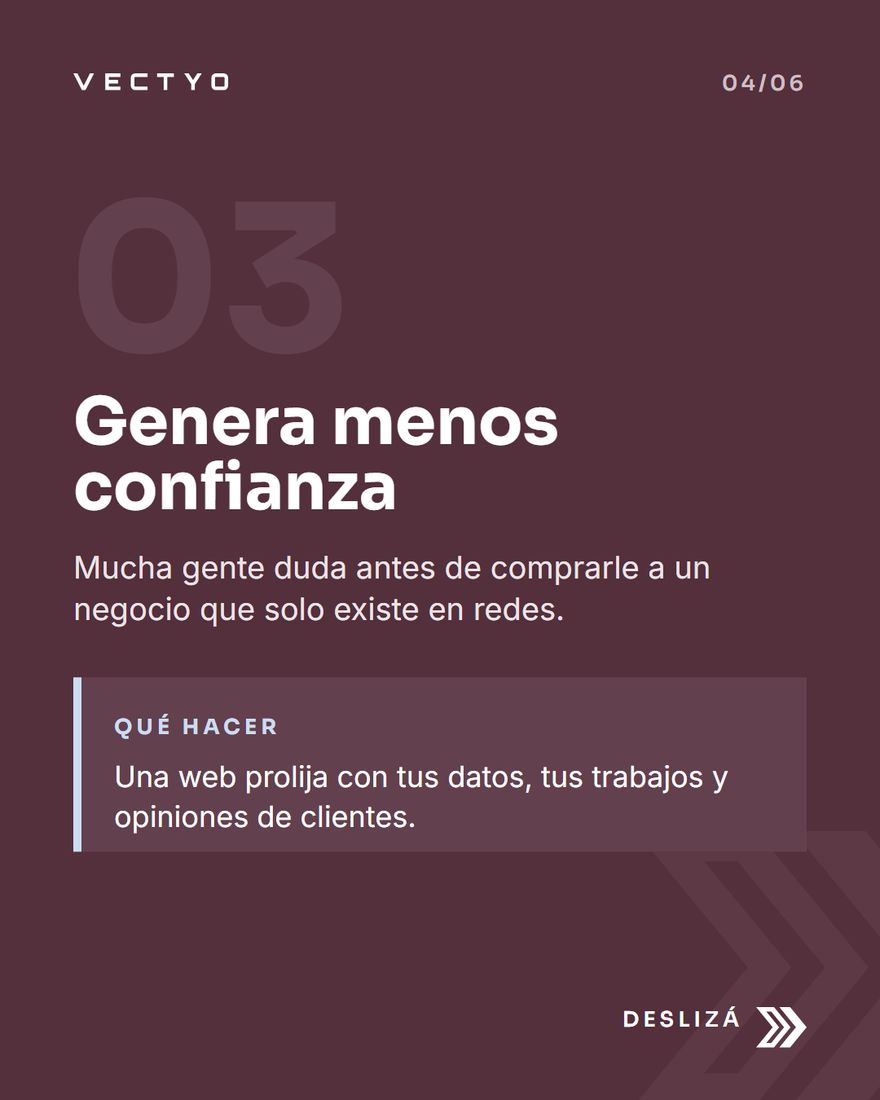 VECTYO
04/06
03
Genera menos
confianza
Mucha gente duda antes de comprarle a un
negocio que solo existe en redes.
QUÉ HACER
Una web prolija con tus datos, tus trabajos y
opiniones de clientes.
DESLIZÁ